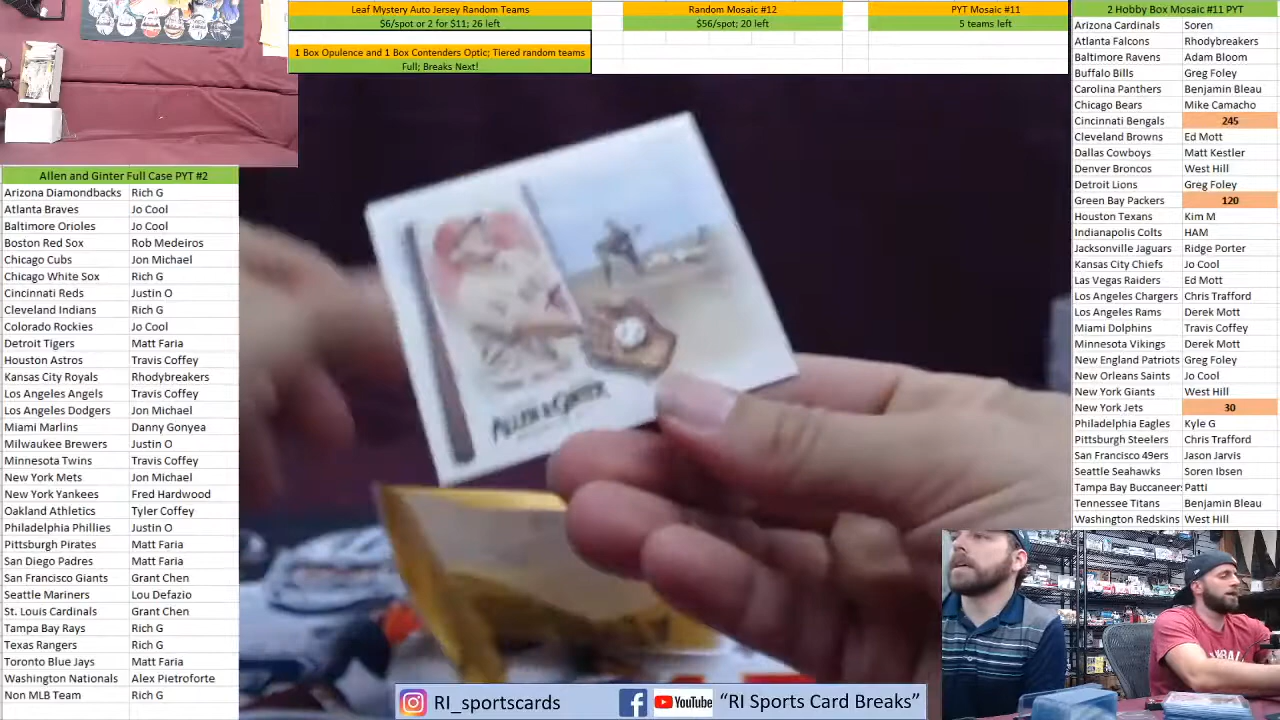 Leaf Mystery Auto Jersey Random Teams
$6/spot or 2 for $11; 26 left
1 Box Opulence and 1 Box Contenders Optic; Tiered random teams
Full; Breaks Next!
Random Mosaic #12
$56/spot; 20 left
PYT Mosaic #11
5 teams left
2 Hobby Box Mosaic #11 PYT
Arizona Cardinals Soren
Atlanta Falcons Rhodybreakers
Baltimore Ravens Adam Bloom
Buffalo Bills Greg Foley
Carolina Panthers Benjamin Bleau
Chicago Bears Mike Camacho
Cincinnati Bengals 245
Cleveland Browns Ed Mott
Dallas Cowboys Matt Kestler
Denver Broncos West Hill
Detroit Lions Greg Foley
Green Bay Packers 120
Houston Texans Kim M
Indianapolis Colts HAM
Jacksonville Jaguars Ridge Porter
Kansas City Chiefs Jo Cool
Las Vegas Raiders Ed Mott
Los Angeles Chargers Chris Trafford
Los Angeles Rams Derek Mott
Miami Dolphins Travis Coffey
Minnesota Vikings Derek Mott
New England Patriots Greg Foley
New Orleans Saints Jo Cool
New York Giants West Hill
New York Jets 30
Philadelphia Eagles Kyle G
Pittsburgh Steelers Chris Trafford
San Francisco 49ers Jason Jarvis
Seattle Seahawks Soren Ibsen
Tampa Bay Buccaneer Patti
Tennessee Titans Benjamin Bleau
Washington Redskins West Hill
Allen and Ginter Full Case PYT #2
Arizona Diamondbacks Rich G
Atlanta Braves Jo Cool
Baltimore Orioles Jo Cool
Boston Red Sox Rob Medeiros
Chicago Cubs Jon Michael
Chicago White Sox Rich G
Cincinnati Reds Justin O
Cleveland Indians Rich G
Colorado Rockies Jo Cool
Detroit Tigers Matt Faria
Houston Astros Travis Coffey
Kansas City Royals Rhodybreakers
Los Angeles Angels Travis Coffey
Los Angeles Dodgers Jon Michael
Miami Marlins Danny Gonyea
Milwaukee Brewers Justin O
Minnesota Twins Travis Coffey
New York Mets Jon Michael
New York Yankees Fred Hardwood
Oakland Athletics Tyler Coffey
Philadelphia Phillies Justin O
Pittsburgh Pirates Matt Faria
San Diego Padres Matt Faria
San Francisco Giants Grant Chen
Seattle Mariners Lou Defazio
St. Louis Cardinals Grant Chen
Tampa Bay Rays Rich G
Texas Rangers Rich G
Toronto Blue Jays Matt Faria
Washington Nationals Alex Pietroforte
Non MLB Team Rich G
Allen & Ginter
RI_sportscards
YouTube
"RI Sports Card Breaks"